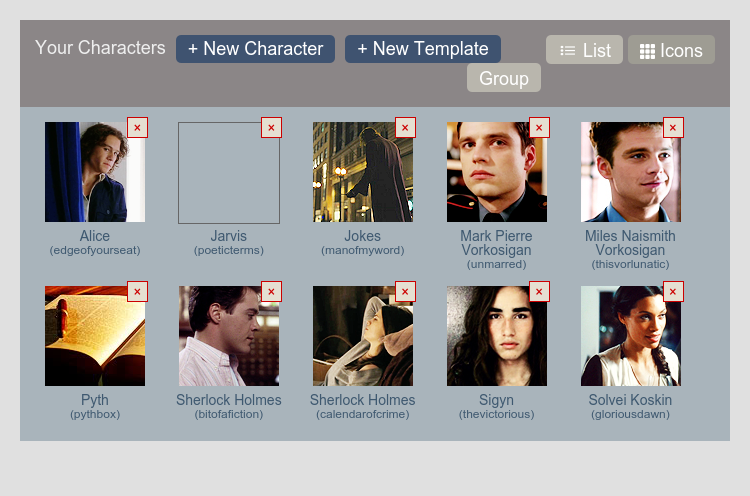 Your Characters
+ New Character
+ New Template
List
Icons
Group
×
×
×
×
×
Alice
(edgeofyourseat)
Jarvis
(poeticterms)
Jokes
(manofmyword)
Mark Pierre
Vorkosigan
(unmarred)
Miles Naismith
Vorkosigan
(thisvorlunatic)
×
×
×
×
×
Pyth
(pythbox)
Sherlock Holmes
(bitofafiction)
Sherlock Holmes
(calendarofcrime)
Sigyn
(thevictorious)
Solvei Koskin
(gloriousdawn)